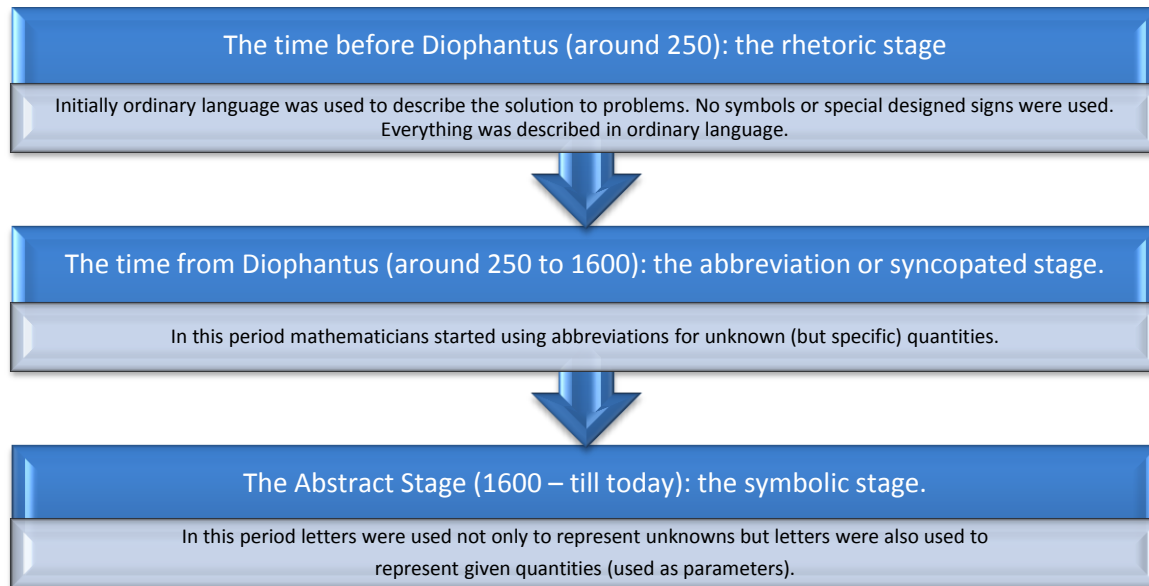 The time before Diophantus (around 250): the rhetoric stage
Initially ordinary language was used to describe the solution to problems. No symbols or special designed signs were used.
Everything was described in ordinary language.
The time from Diophantus (around 250 to 1600): the abbreviation or syncopated stage.
In this period mathematicians started using abbreviations for unknown (but specific) quantities.
The Abstract Stage (1600 – till today): the symbolic stage.
In this period letters were used not only to represent unknowns but letters were also used to
represent given quantities (used as parameters).